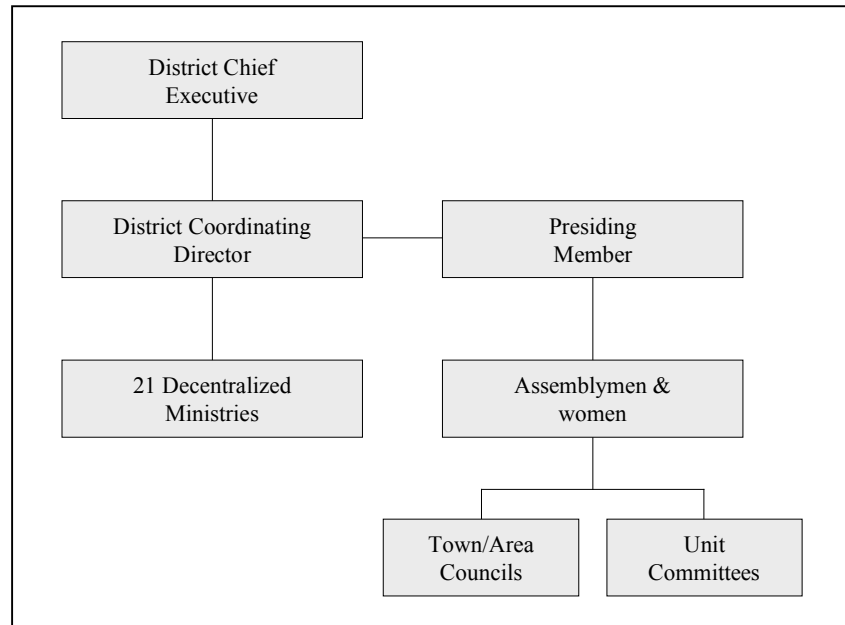 District Chief
Executive
District Coordinating
Director
Presiding
Member
21 Decentralized
Ministries
Assemblymen &
women
Town/Area
Councils
Unit
Committees